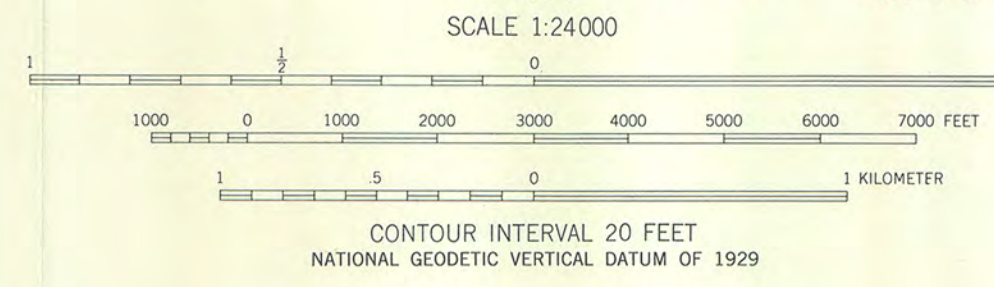 SCALE 1:24000
1 ½ 0
1000 0 1000 2000 3000 4000 5000 6000 7000 FEET
1 .5 0 1 KILOMETER
CONTOUR INTERVAL 20 FEET
NATIONAL GEODETIC VERTICAL DATUM OF 1929